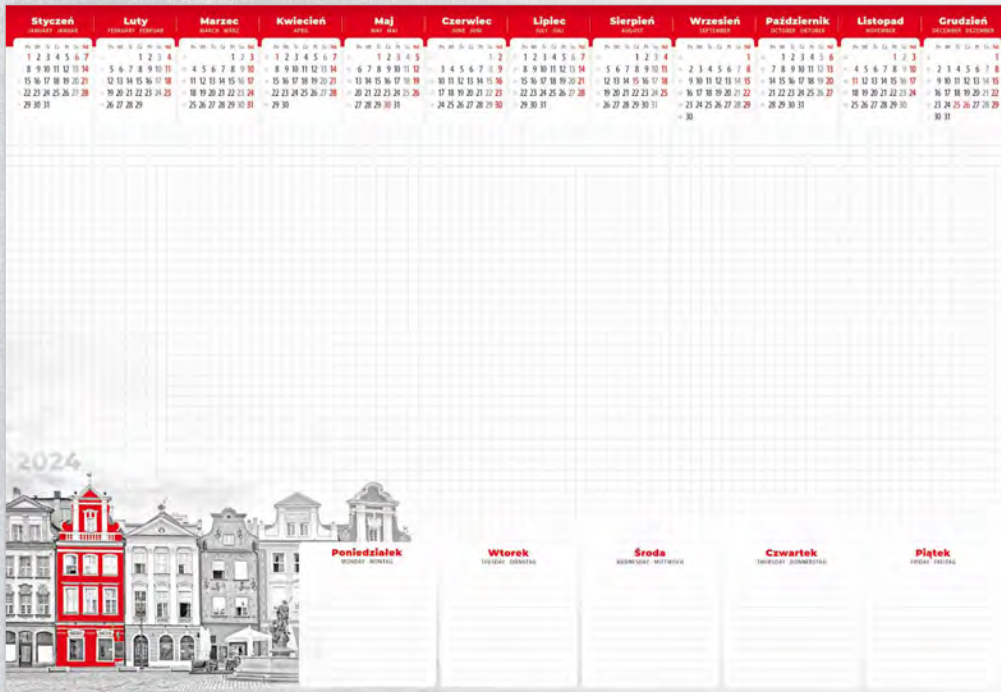 Styczeń
JANUARY JANUAR
1 2 3 4 5 6 7
8 9 10 11 12 13 14
15 16 17 18 19 20 21
22 23 24 25 26 27 28
29 30 31
Luty
FEBRUARY FEBRUAR
1 2 3 4
5 6 7 8 9 10 11
12 13 14 15 16 17 18
19 20 21 22 23 24 25
26 27 28 29
Marzec
MARCH MÄRZ
1 2 3
4 5 6 7 8 9 10
11 12 13 14 15 16 17
18 19 20 21 22 23 24
25 26 27 28 29 30 31
Kwiecień
APRIL
1 2 3 4 5 6 7
8 9 10 11 12 13 14
15 16 17 18 19 20 21
22 23 24 25 26 27 28
29 30
Maj
MAY MAI
1 2 3 4 5
6 7 8 9 10 11 12
13 14 15 16 17 18 19
20 21 22 23 24 25 26
27 28 29 30 31
Czerwiec
JUNE JUNI
1 2
3 4 5 6 7 8 9
10 11 12 13 14 15 16
17 18 19 20 21 22 23
24 25 26 27 28 29 30
Lipiec
JULY JULI
1 2 3 4 5 6 7
8 9 10 11 12 13 14
15 16 17 18 19 20 21
22 23 24 25 26 27 28
29 30 31
Sierpień
AUGUST
1 2 3 4
5 6 7 8 9 10 11
12 13 14 15 16 17 18
19 20 21 22 23 24 25
26 27 28 29 30 31
Wrzesień
SEPTEMBER
1
2 3 4 5 6 7 8
9 10 11 12 13 14 15
16 17 18 19 20 21 22
23 24 25 26 27 28 29
30
Październik
OCTOBER OKTOBER
1 2 3 4 5 6
7 8 9 10 11 12 13
14 15 16 17 18 19 20
21 22 23 24 25 26 27
28 29 30 31
Listopad
NOVEMBER
1 2 3
4 5 6 7 8 9 10
11 12 13 14 15 16 17
18 19 20 21 22 23 24
25 26 27 28 29 30
Grudzień
DECEMBER DEZEMBER
1
2 3 4 5 6 7 8
9 10 11 12 13 14 15
16 17 18 19 20 21 22
23 24 25 26 27 28 29
30 31
2024
Poniedziałek
MONDAY MONTAG
Wtorek
TUESDAY DIENSTAG
Środa
WEDNESDAY MITTWOCH
Czwartek
THURSDAY DONNERSTAG
Piątek
FRIDAY FREITAG